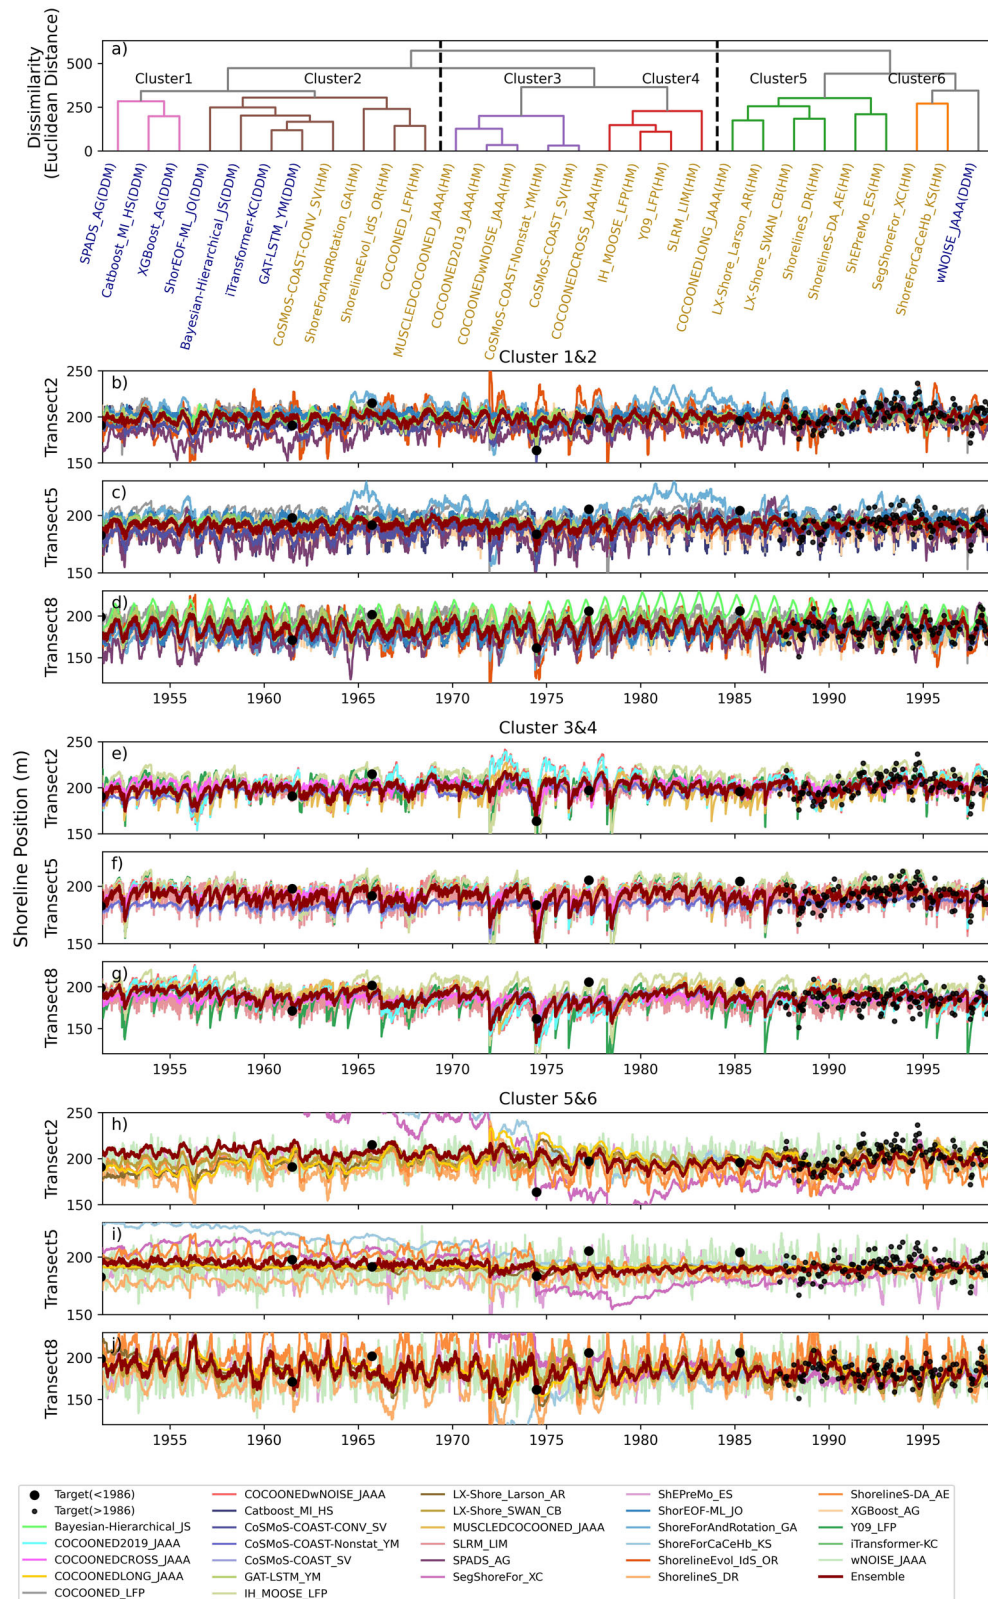 a)
Dissimilarity
(Euclidean Distance)
500
250
0
Cluster1
Cluster2
Cluster3
Cluster4
Cluster5
Cluster6
SPADS_AG(DDM)
Catboost_MI_HS(DDM)
XGBoost_AG(DDM)
ShorEOF-ML_JO(DDM)
Bayesian-Hierarchical_JS(DDM)
iTransformer-KC(DDM)
GAT-LSTM_YM(DDM)
CoSMoS-COAST-CONV_SV(HM)
ShoreForAndRotation_GA(HM)
ShorelineEvol_IdS_OR(HM)
COCOONED_LFP(HM)
MUSCLEDCOCOONED_JAAA(HM)
COCOONED2019_JAAA(HM)
COCOONEDwNOISE_JAAA(HM)
CoSMoS-COAST-Nonstat_YM(HM)
CoSMoS-COAST_SV(HM)
COCOONEDCROSS_JAAA(HM)
IH_MOOSE_LFP(HM)
Y09_LFP(HM)
SLRM_LIM(HM)
COCOONEDLONG_JAAA(HM)
LX-Shore_Larson_AR(HM)
LX-Shore_SWAN_CB(HM)
ShorelineS_DR(HM)
ShorelineS-DA_AE(HM)
ShEPreMo_ES(HM)
SegShoreFor_XC(HM)
ShoreForCaCeHb_KS(HM)
wNOISE_JAAA(DDM)
Shoreline Position (m)
Cluster 1&2
b)
Transect2
250
200
150
c)
Transect5
200
150
d)
Transect8
200
150
1955 1960 1965 1970 1975 1980 1985 1990 1995
Cluster 3&4
e)
Transect2
250
200
150
f)
Transect5
200
150
g)
Transect8
200
150
1955 1960 1965 1970 1975 1980 1985 1990 1995
Cluster 5&6
h)
Transect2
250
200
150
i)
Transect5
200
150
j)
Transect8
200
150
1955 1960 1965 1970 1975 1980 1985 1990 1995
Target(<1986)
Target(>1986)
Bayesian-Hierarchical_JS
COCOONED2019_JAAA
COCOONEDCROSS_JAAA
COCOONEDLONG_JAAA
COCOONED_LFP
COCOONEDwNOISE_JAAA
Catboost_MI_HS
CoSMoS-COAST-CONV_SV
CoSMoS-COAST-Nonstat_YM
CoSMoS-COAST_SV
GAT-LSTM_YM
IH_MOOSE_LFP
LX-Shore_Larson_AR
LX-Shore_SWAN_CB
MUSCLEDCOCOONED_JAAA
SLRM_LIM
SPADS_AG
SegShoreFor_XC
ShEPreMo_ES
ShorEOF-ML_JO
ShoreForAndRotation_GA
ShoreForCaCeHb_KS
ShorelineEvol_IdS_OR
ShorelineS_DR
ShorelineS-DA_AE
XGBoost_AG
Y09_LFP
iTransformer-KC
wNOISE_JAAA
Ensemble